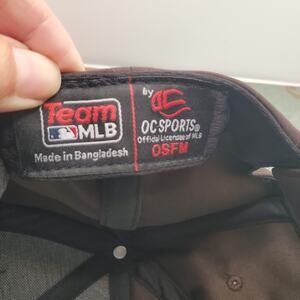 Team
MLB
Made in Bangladesh
by
OC SPORTS®
Official Licensee of MLB
OSFM